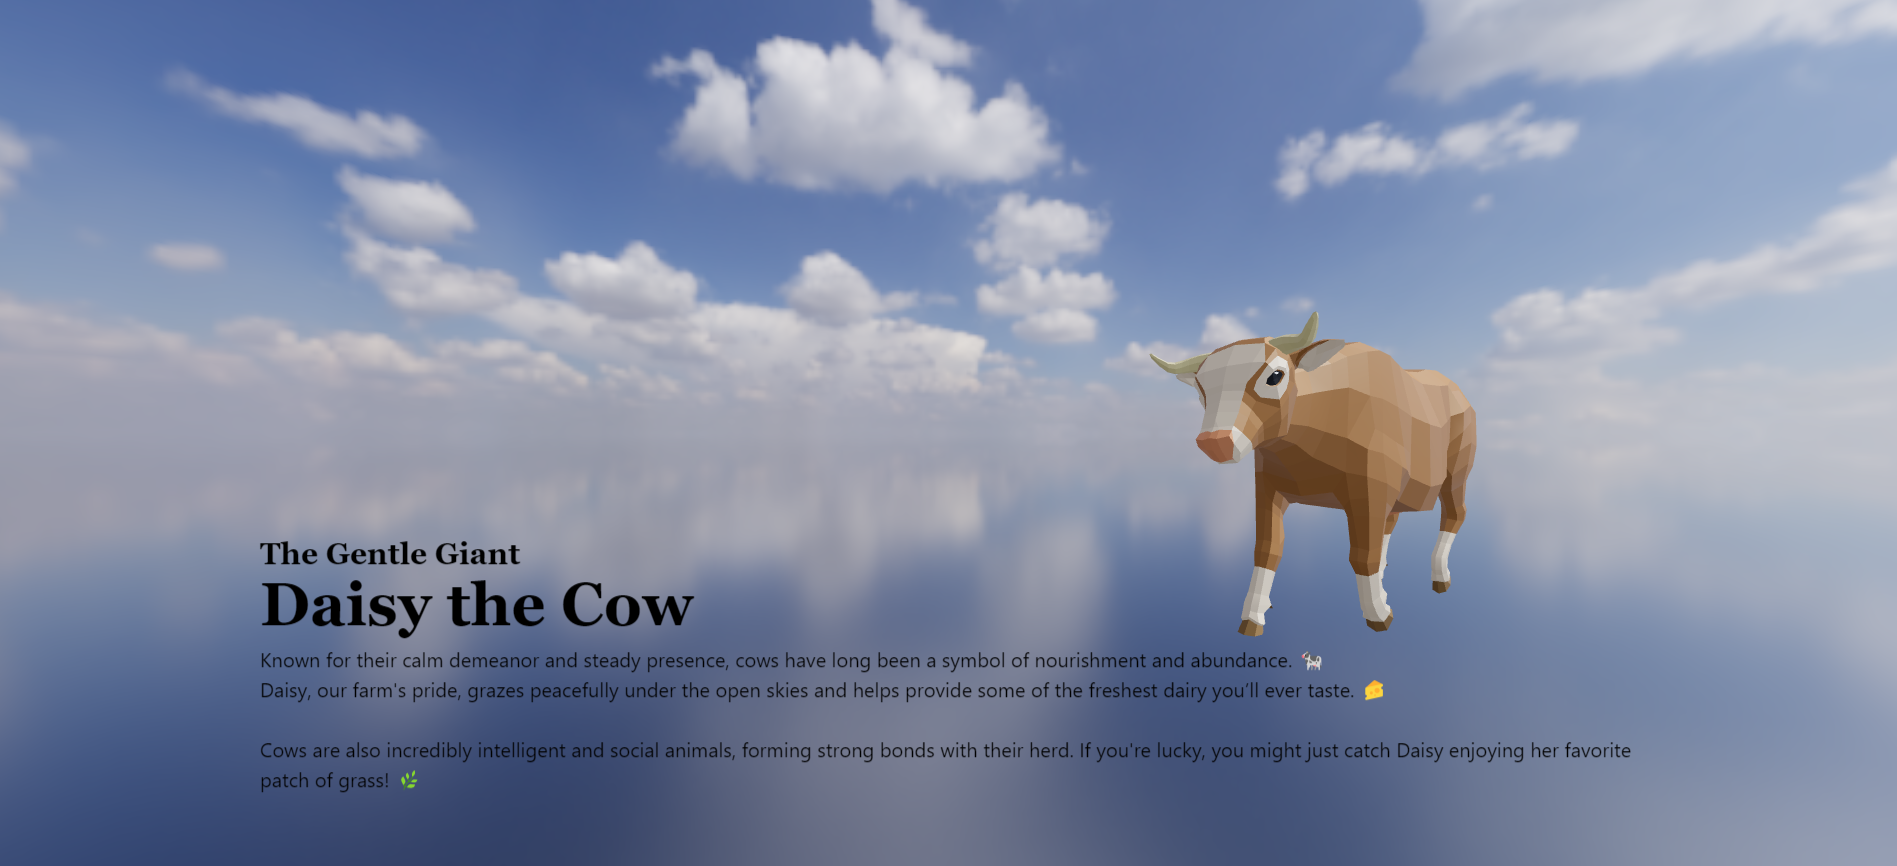 The Gentle Giant
Daisy the Cow
Known for their calm demeanor and steady presence, cows have long been a symbol of nourishment and abundance. 🐄
Daisy, our farm's pride, grazes peacefully under the open skies and helps provide some of the freshest dairy you’ll ever taste. 🧀
Cows are also incredibly intelligent and social animals, forming strong bonds with their herd. If you're lucky, you might just catch Daisy enjoying her favorite
patch of grass! 🌿